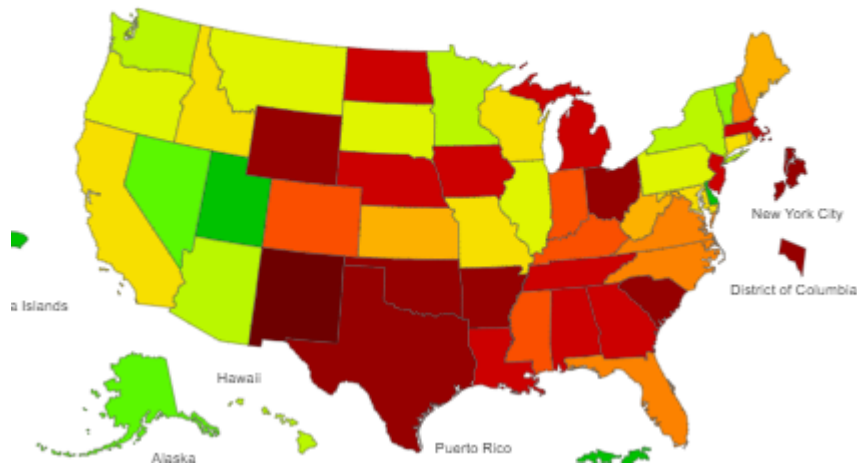 New York City
District of Columbia
a Islands
Hawaii
Puerto Rico
Alaska